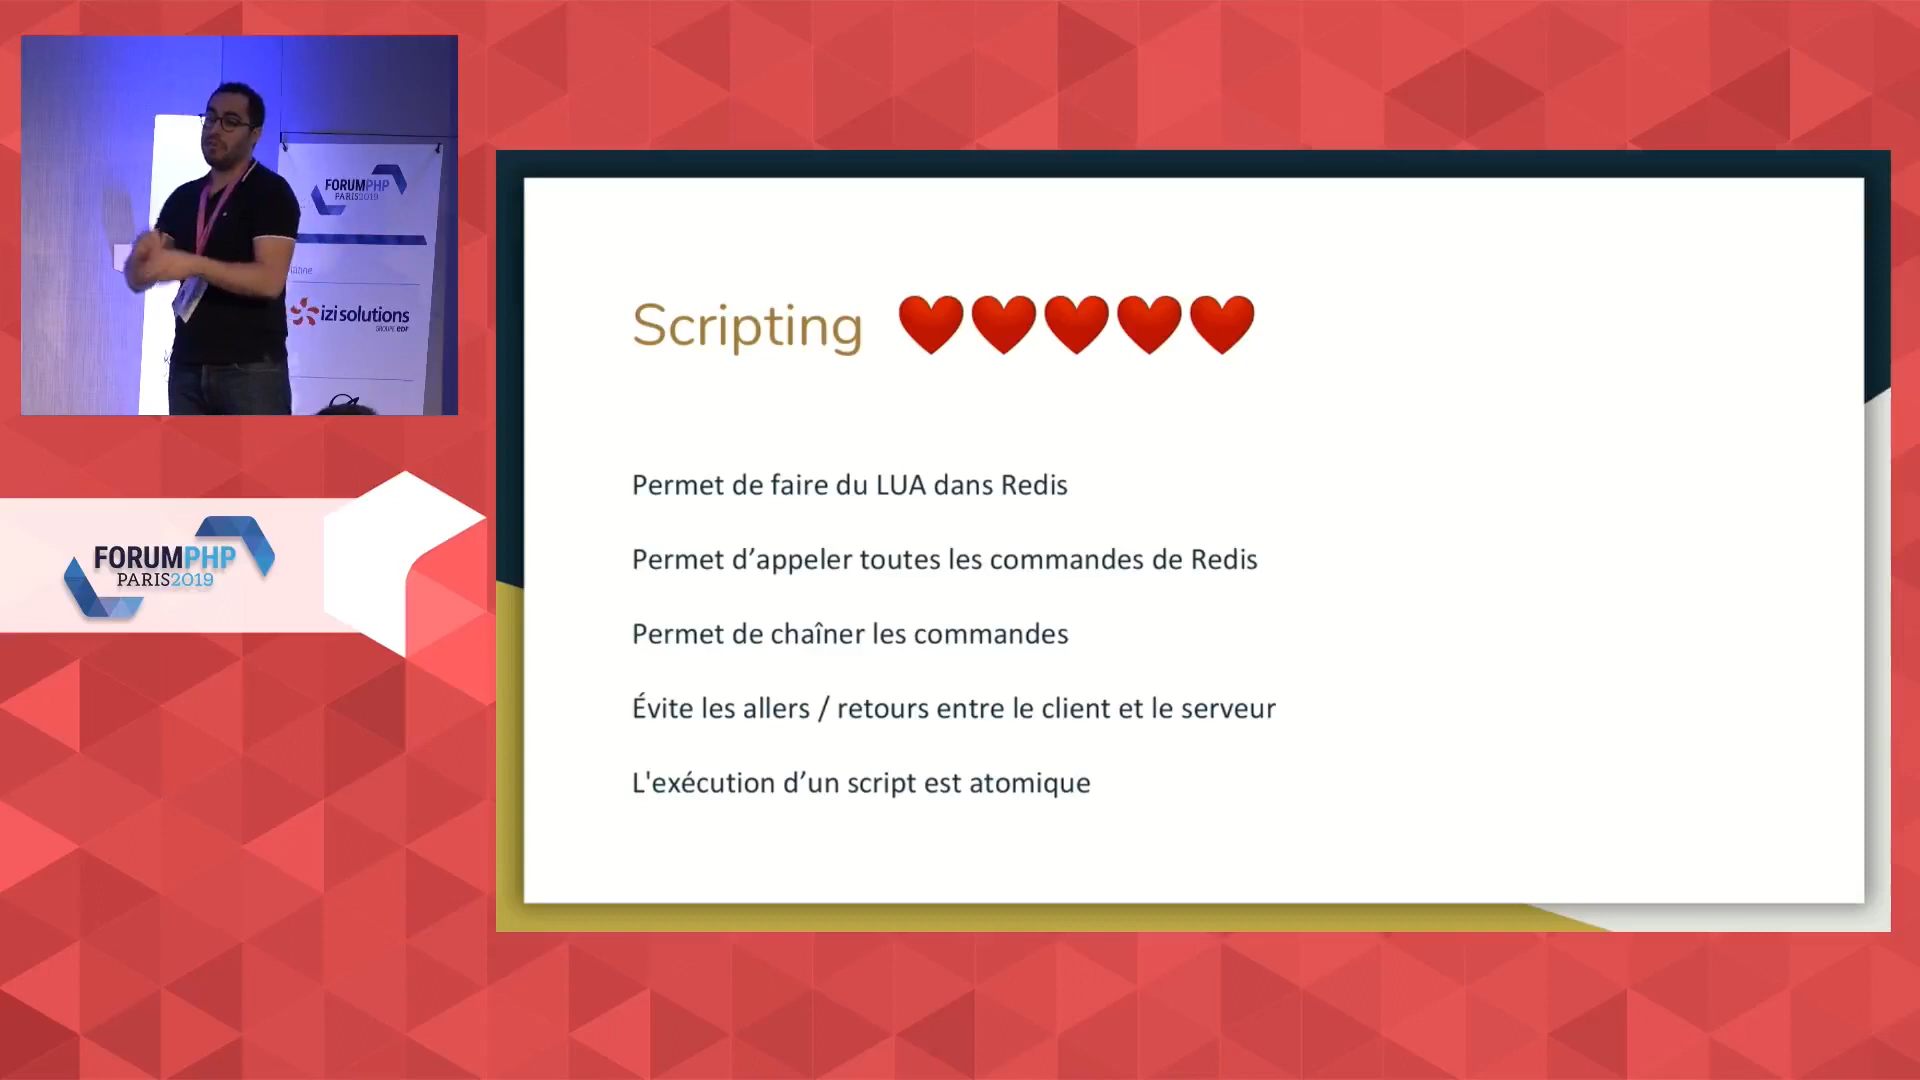 FORUMPHP
PARIS2019
izi solutions
GROUPE EDF
FORUMPHP
PARIS2019
Scripting ❤️❤️❤️❤️❤️
Permet de faire du LUA dans Redis
Permet d’appeler toutes les commandes de Redis
Permet de chaîner les commandes
Évite les allers / retours entre le client et le serveur
L'exécution d’un script est atomique